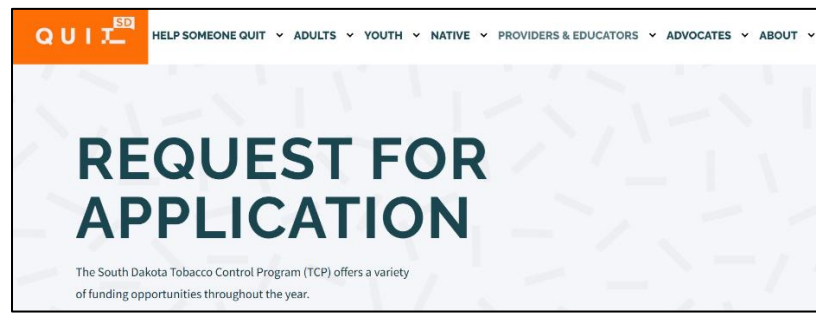 QUIT SD
HELP SOMEONE QUIT ADULTS YOUTH NATIVE PROVIDERS & EDUCATORS ADVOCATES ABOUT
REQUEST FOR
APPLICATION
The South Dakota Tobacco Control Program (TCP) offers a variety
of funding opportunities throughout the year.